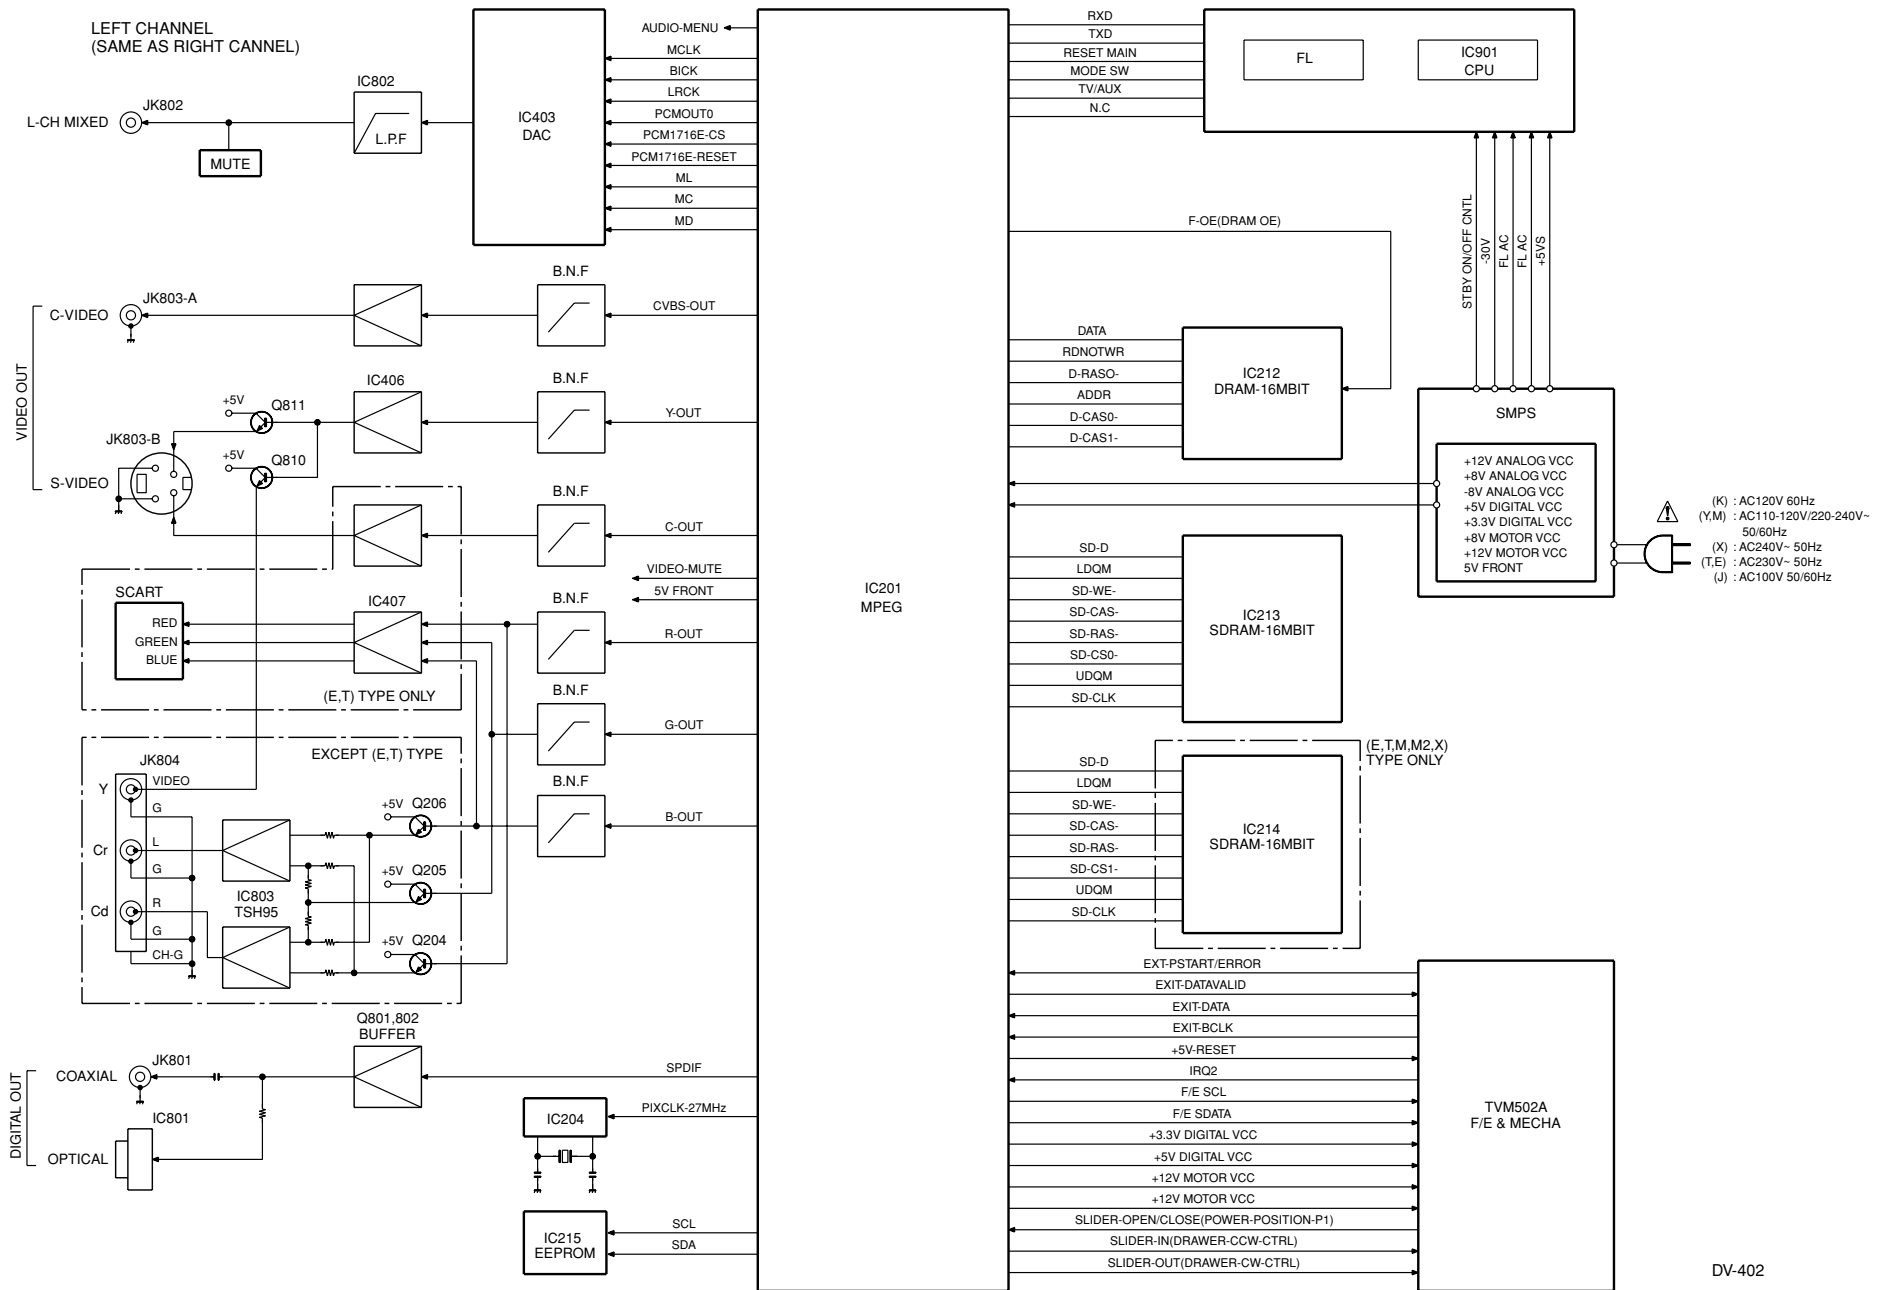 LEFT CHANNEL
(SAME AS RIGHT CANNEL)
L-CH MIXED
JK802
MUTE
IC802
L.P.F
IC403
DAC
AUDIO-MENU
MCLK
BICK
LRCK
PCMOUT0
PCM1716E-CS
PCM1716E-RESET
ML
MC
MD
VIDEO OUT
C-VIDEO
JK803-A
B.N.F
CVBS-OUT
S-VIDEO
JK803-B
+5V
Q811
+5V
Q810
IC406
B.N.F
Y-OUT
B.N.F
C-OUT
VIDEO-MUTE
5V FRONT
SCART
RED
GREEN
BLUE
IC407
(E,T) TYPE ONLY
B.N.F
R-OUT
B.N.F
G-OUT
B.N.F
B-OUT
EXCEPT (E,T) TYPE
JK804
Y
VIDEO
G
Cr
L
G
Cd
R
G
CH-G
IC803
TSH95
+5V
Q206
+5V
Q205
+5V
Q204
DIGITAL OUT
COAXIAL
JK801
OPTICAL
IC801
Q801,802
BUFFER
SPDIF
IC204
PIXCLK-27MHz
IC215
EEPROM
SCL
SDA
IC201
MPEG
RXD
TXD
RESET MAIN
MODE SW
TV/AUX
N.C
FL
IC901
CPU
STBY ON/OFF CNTL
-30V
FL AC
FL AC
+5VS
F-OE(DRAM OE)
DATA
RDNOTWR
D-RASO-
ADDR
D-CAS0-
D-CAS1-
IC212
DRAM-16MBIT
SMPS
+12V ANALOG VCC
+8V ANALOG VCC
-8V ANALOG VCC
+5V DIGITAL VCC
+3.3V DIGITAL VCC
+8V MOTOR VCC
+12V MOTOR VCC
5V FRONT
(K) : AC120V 60Hz
(Y,M) : AC110-120V/220-240V~
50/60Hz
(X) : AC240V~ 50Hz
(T,E) : AC230V~ 50Hz
(J) : AC100V 50/60Hz
SD-D
LDQM
SD-WE-
SD-CAS-
SD-RAS-
SD-CS0-
UDQM
SD-CLK
IC213
SDRAM-16MBIT
(E,T,M,M2,X)
TYPE ONLY
SD-D
LDQM
SD-WE-
SD-CAS-
SD-RAS-
SD-CS1-
UDQM
SD-CLK
IC214
SDRAM-16MBIT
EXT-PSTART/ERROR
EXIT-DATAVALID
EXIT-DATA
EXIT-BCLK
+5V-RESET
IRQ2
F/E SCL
F/E SDATA
+3.3V DIGITAL VCC
+5V DIGITAL VCC
+12V MOTOR VCC
+12V MOTOR VCC
SLIDER-OPEN/CLOSE(POWER-POSITION-P1)
SLIDER-IN(DRAWER-CCW-CTRL)
SLIDER-OUT(DRAWER-CW-CTRL)
TVM502A
F/E & MECHA
DV-402